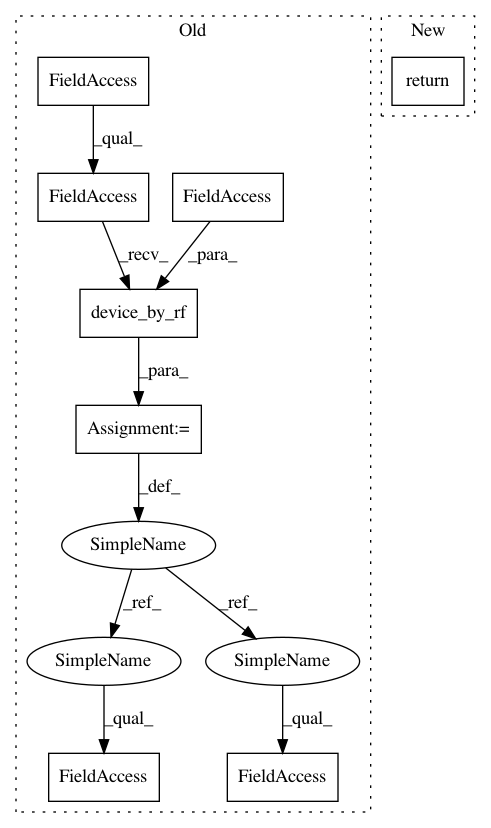 Old
New
FieldAccess
return
_qual_
FieldAccess
FieldAccess
_recv_
_para_
device_by_rf
_para_
Assignment:=
_def_
SimpleName
_ref_
_ref_
SimpleName
SimpleName
_qual_
_qual_
FieldAccess
FieldAccess